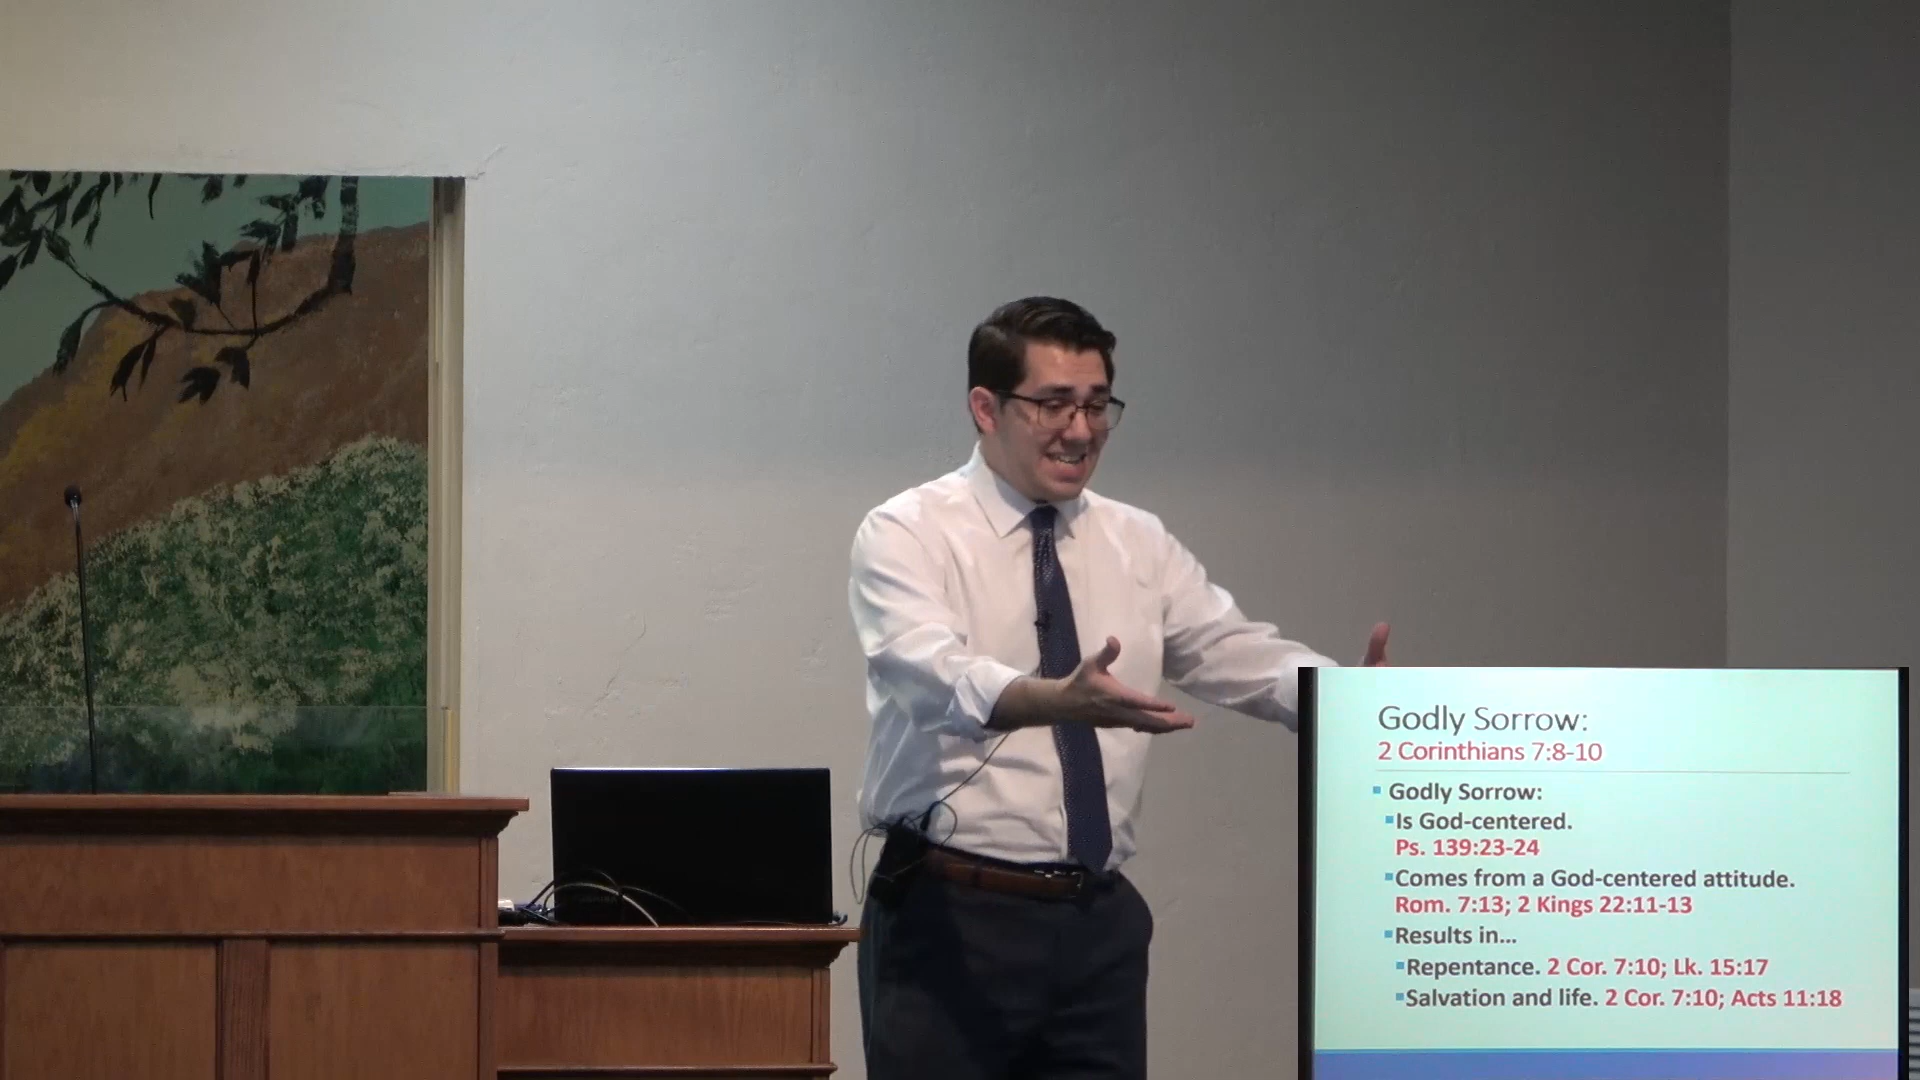 Godly Sorrow:
2 Corinthians 7:8-10
Godly Sorrow:
Is God-centered.
Ps. 139:23-24
Comes from a God-centered attitude.
Rom. 7:13; 2 Kings 22:11-13
Results in...
Repentance. 2 Cor. 7:10; Lk. 15:17
Salvation and life. 2 Cor. 7:10; Acts 11:18